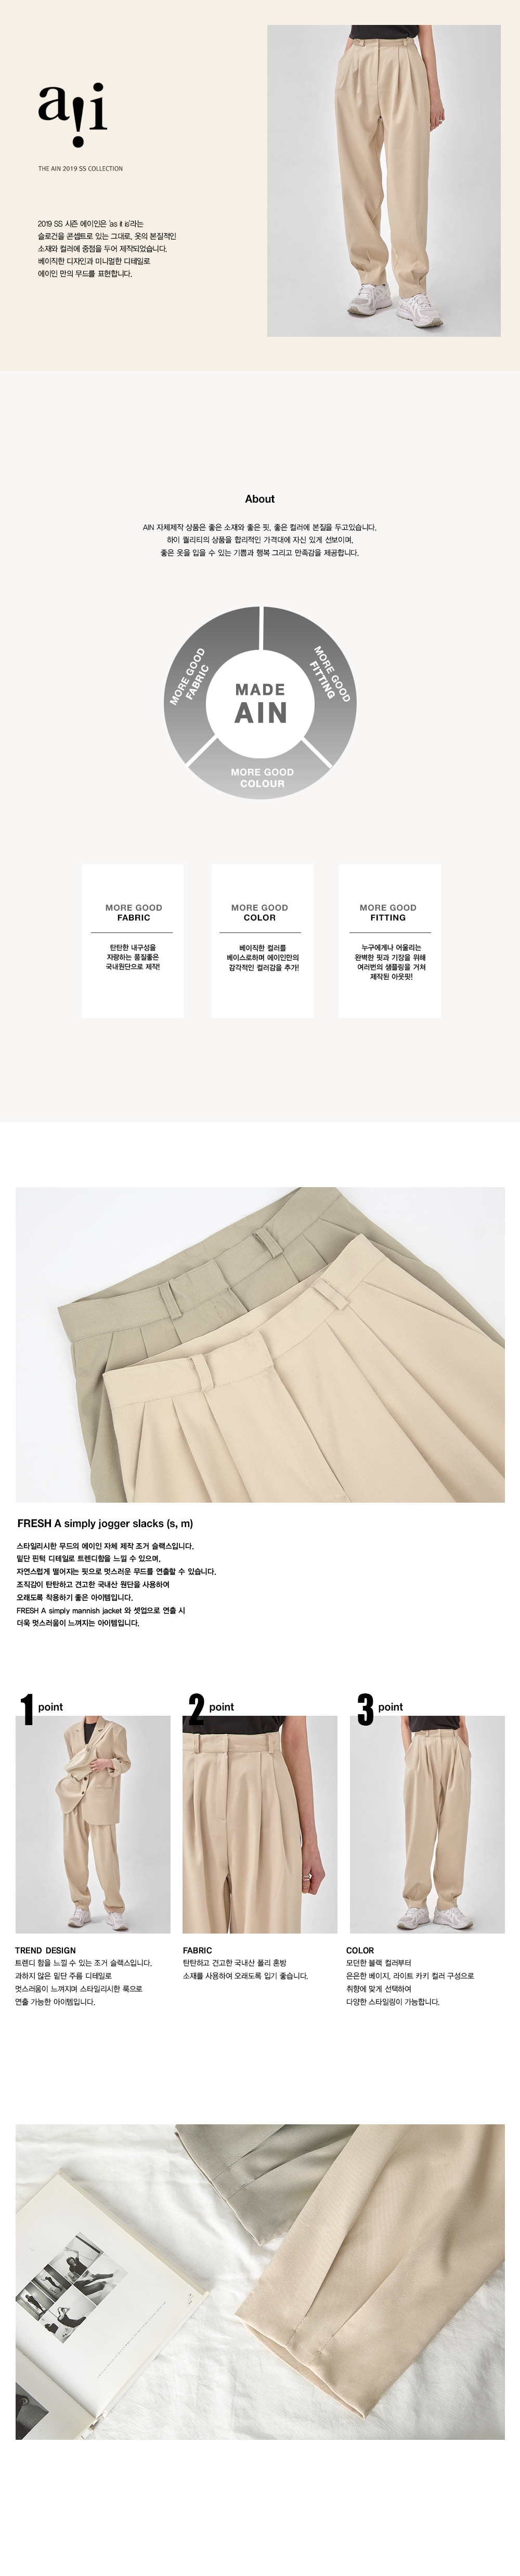 a!i
THE AIN 2019 SS COLLECTION
2019 SS 시즌 에이인은 'as it is'라는
슬로건을 콘셉트로 있는 그대로, 옷의 본질적인
소재와 컬러에 중점을 두어 제작되었습니다.
베이직한 디자인과 미니멀한 디테일로
에이인 만의 무드를 표현합니다.
About
AIN 자체제작 상품은 좋은 소재와 좋은 핏, 좋은 컬러에 본질을 두고있습니다.
하이 퀄리티의 상품을 합리적인 가격대에 자신 있게 선보이며,
좋은 옷을 입을 수 있는 기쁨과 행복 그리고 만족감을 제공합니다.
MORE GOOD
FABRIC
MORE GOOD
FITTING
MADE
AIN
MORE GOOD
COLOUR
MORE GOOD
FABRIC
탄탄한 내구성을
자랑하는 품질좋은
국내원단으로 제작!
MORE GOOD
COLOR
베이직한 컬러를
베이스로하며 에이인만의
감각적인 컬러감을 추가!
MORE GOOD
FITTING
누구에게나 어울리는
완벽한 핏과 기장을 위해
여러번의 샘플링을 거쳐
제작된 아웃핏!
FRESH A simply jogger slacks (s, m)
스타일리시한 무드의 에이인 자체 제작 조거 슬랙스입니다.
밑단 핀턱 디테일로 트렌디함을 느낄 수 있으며,
자연스럽게 떨어지는 핏으로 멋스러운 무드를 연출할 수 있습니다.
조직감이 탄탄하고 견고한 국내산 원단을 사용하여
오래도록 착용하기 좋은 아이템입니다.
FRESH A simply mannish jacket 와 셋업으로 연출 시
더욱 멋스러움이 느껴지는 아이템입니다.
1 point
2 point
3 point
TREND DESIGN
트렌디 함을 느낄 수 있는 조거 슬랙스입니다.
과하지 않은 밑단 주름 디테일로
멋스러움이 느껴지며 스타일리시한 룩으로
연출 가능한 아이템입니다.
FABRIC
탄탄하고 견고한 국내산 폴리 혼방
소재를 사용하여 오래도록 입기 좋습니다.
COLOR
모던한 블랙 컬러부터
은은한 베이지, 라이트 카키 컬러 구성으로
취향에 맞게 선택하여
다양한 스타일링이 가능합니다.